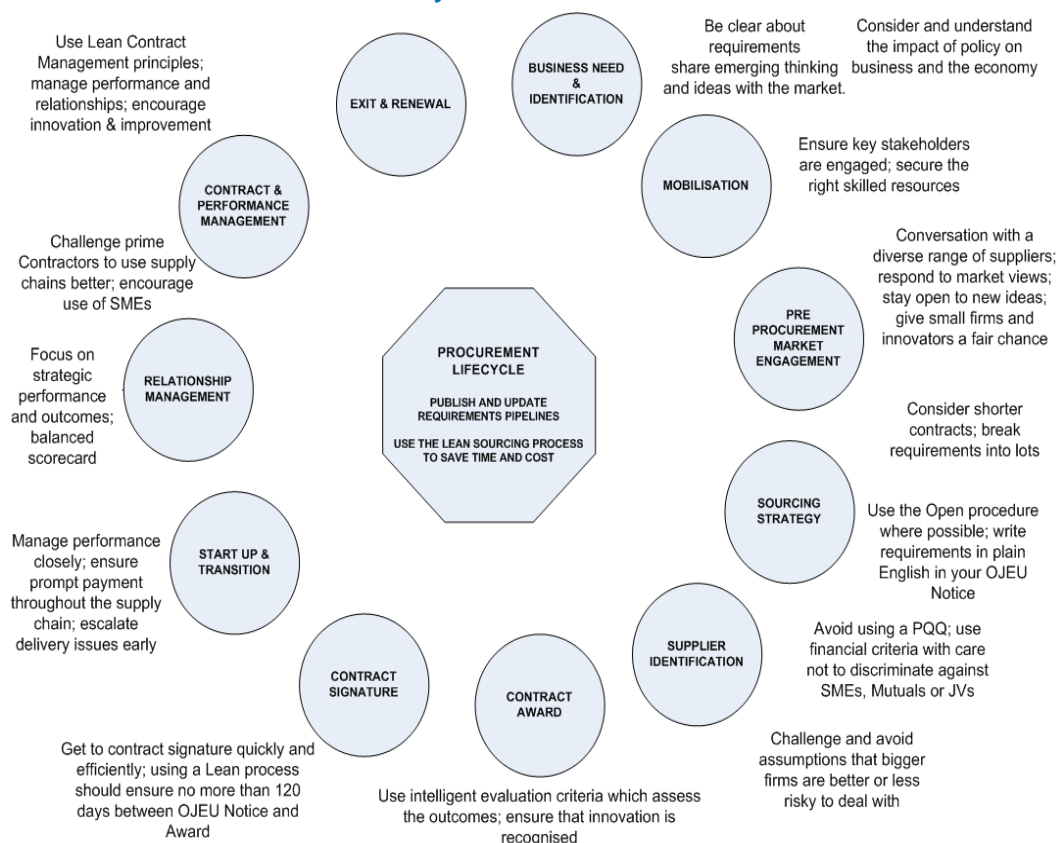 Use Lean Contract
Management principles;
manage performance and
relationships; encourage
innovation & improvement
EXIT & RENEWAL
BUSINESS NEED
&
IDENTIFICATION
Be clear about
requirements
share emerging thinking
and ideas with the market.
Consider and understand
the impact of policy on
business and the economy
MOBILISATION
Ensure key stakeholders
are engaged; secure the
right skilled resources
CONTRACT &
PERFORMANCE
MANAGEMENT
Challenge prime
Contractors to use supply
chains better; encourage
use of SMEs
Conversation with a
diverse range of suppliers;
respond to market views;
stay open to new ideas;
give small firms and
innovators a fair chance
PRE
PROCUREMENT
MARKET
ENGAGEMENT
PROCUREMENT
LIFECYCLE
PUBLISH AND UPDATE
REQUIREMENTS PIPELINES
USE THE LEAN SOURCING PROCESS
TO SAVE TIME AND COST
RELATIONSHIP
MANAGEMENT
Focus on
strategic
performance
and outcomes;
balanced
scorecard
Consider shorter
contracts; break
requirements into lots
SOURCING
STRATEGY
Use the Open procedure
where possible; write
requirements in plain
English in your OJEU
Notice
START UP &
TRANSITION
Manage performance
closely; ensure
prompt payment
throughout the supply
chain; escalate
delivery issues early
SUPPLIER
IDENTIFICATION
Avoid using a PQQ; use
financial criteria with care
not to discriminate against
SMEs, Mutuals or JVs
CONTRACT
SIGNATURE
CONTRACT
AWARD
Challenge and avoid
assumptions that bigger
firms are better or less
risky to deal with
Get to contract signature quickly and
efficiently; using a Lean process
should ensure no more than 120
days between OJEU Notice and
Award
Use intelligent evaluation criteria which assess
the outcomes; ensure that innovation is
recognised